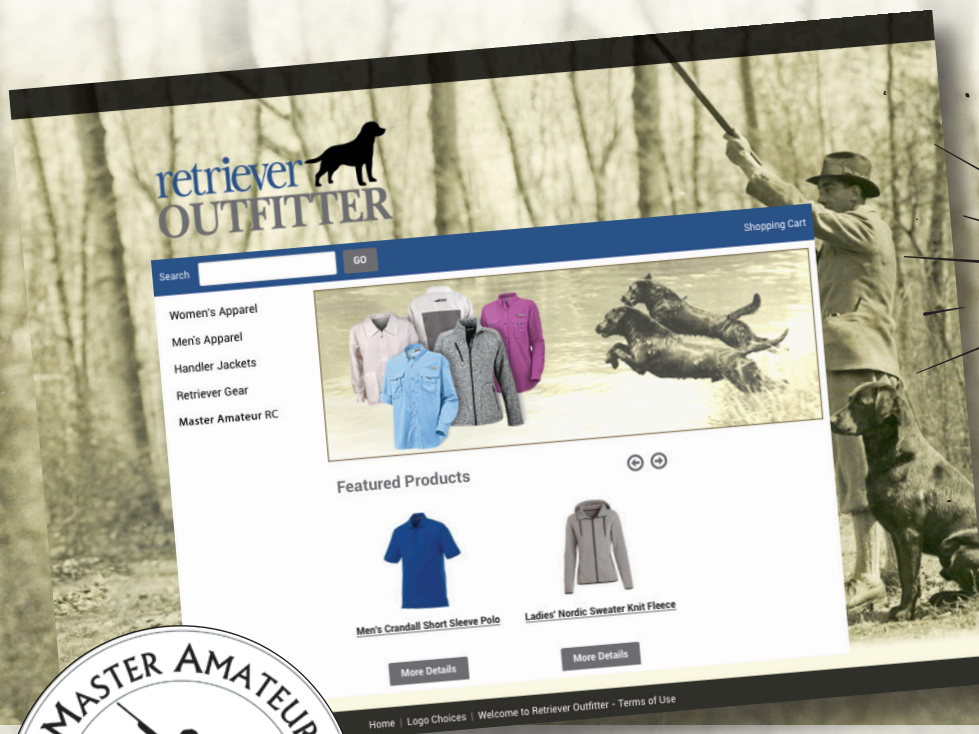 retriever
OUTFITTER
Search
GO
Shopping Cart
Women's Apparel
Men's Apparel
Handler Jackets
Retriever Gear
Master Amateur RC
Featured Products
Men's Crandall Short Sleeve Polo
Ladies' Nordic Sweater Knit Fleece
More Details
More Details
Home | Logo Choices | Welcome to Retriever Outfitter - Terms of Use
MASTER AMATEUR